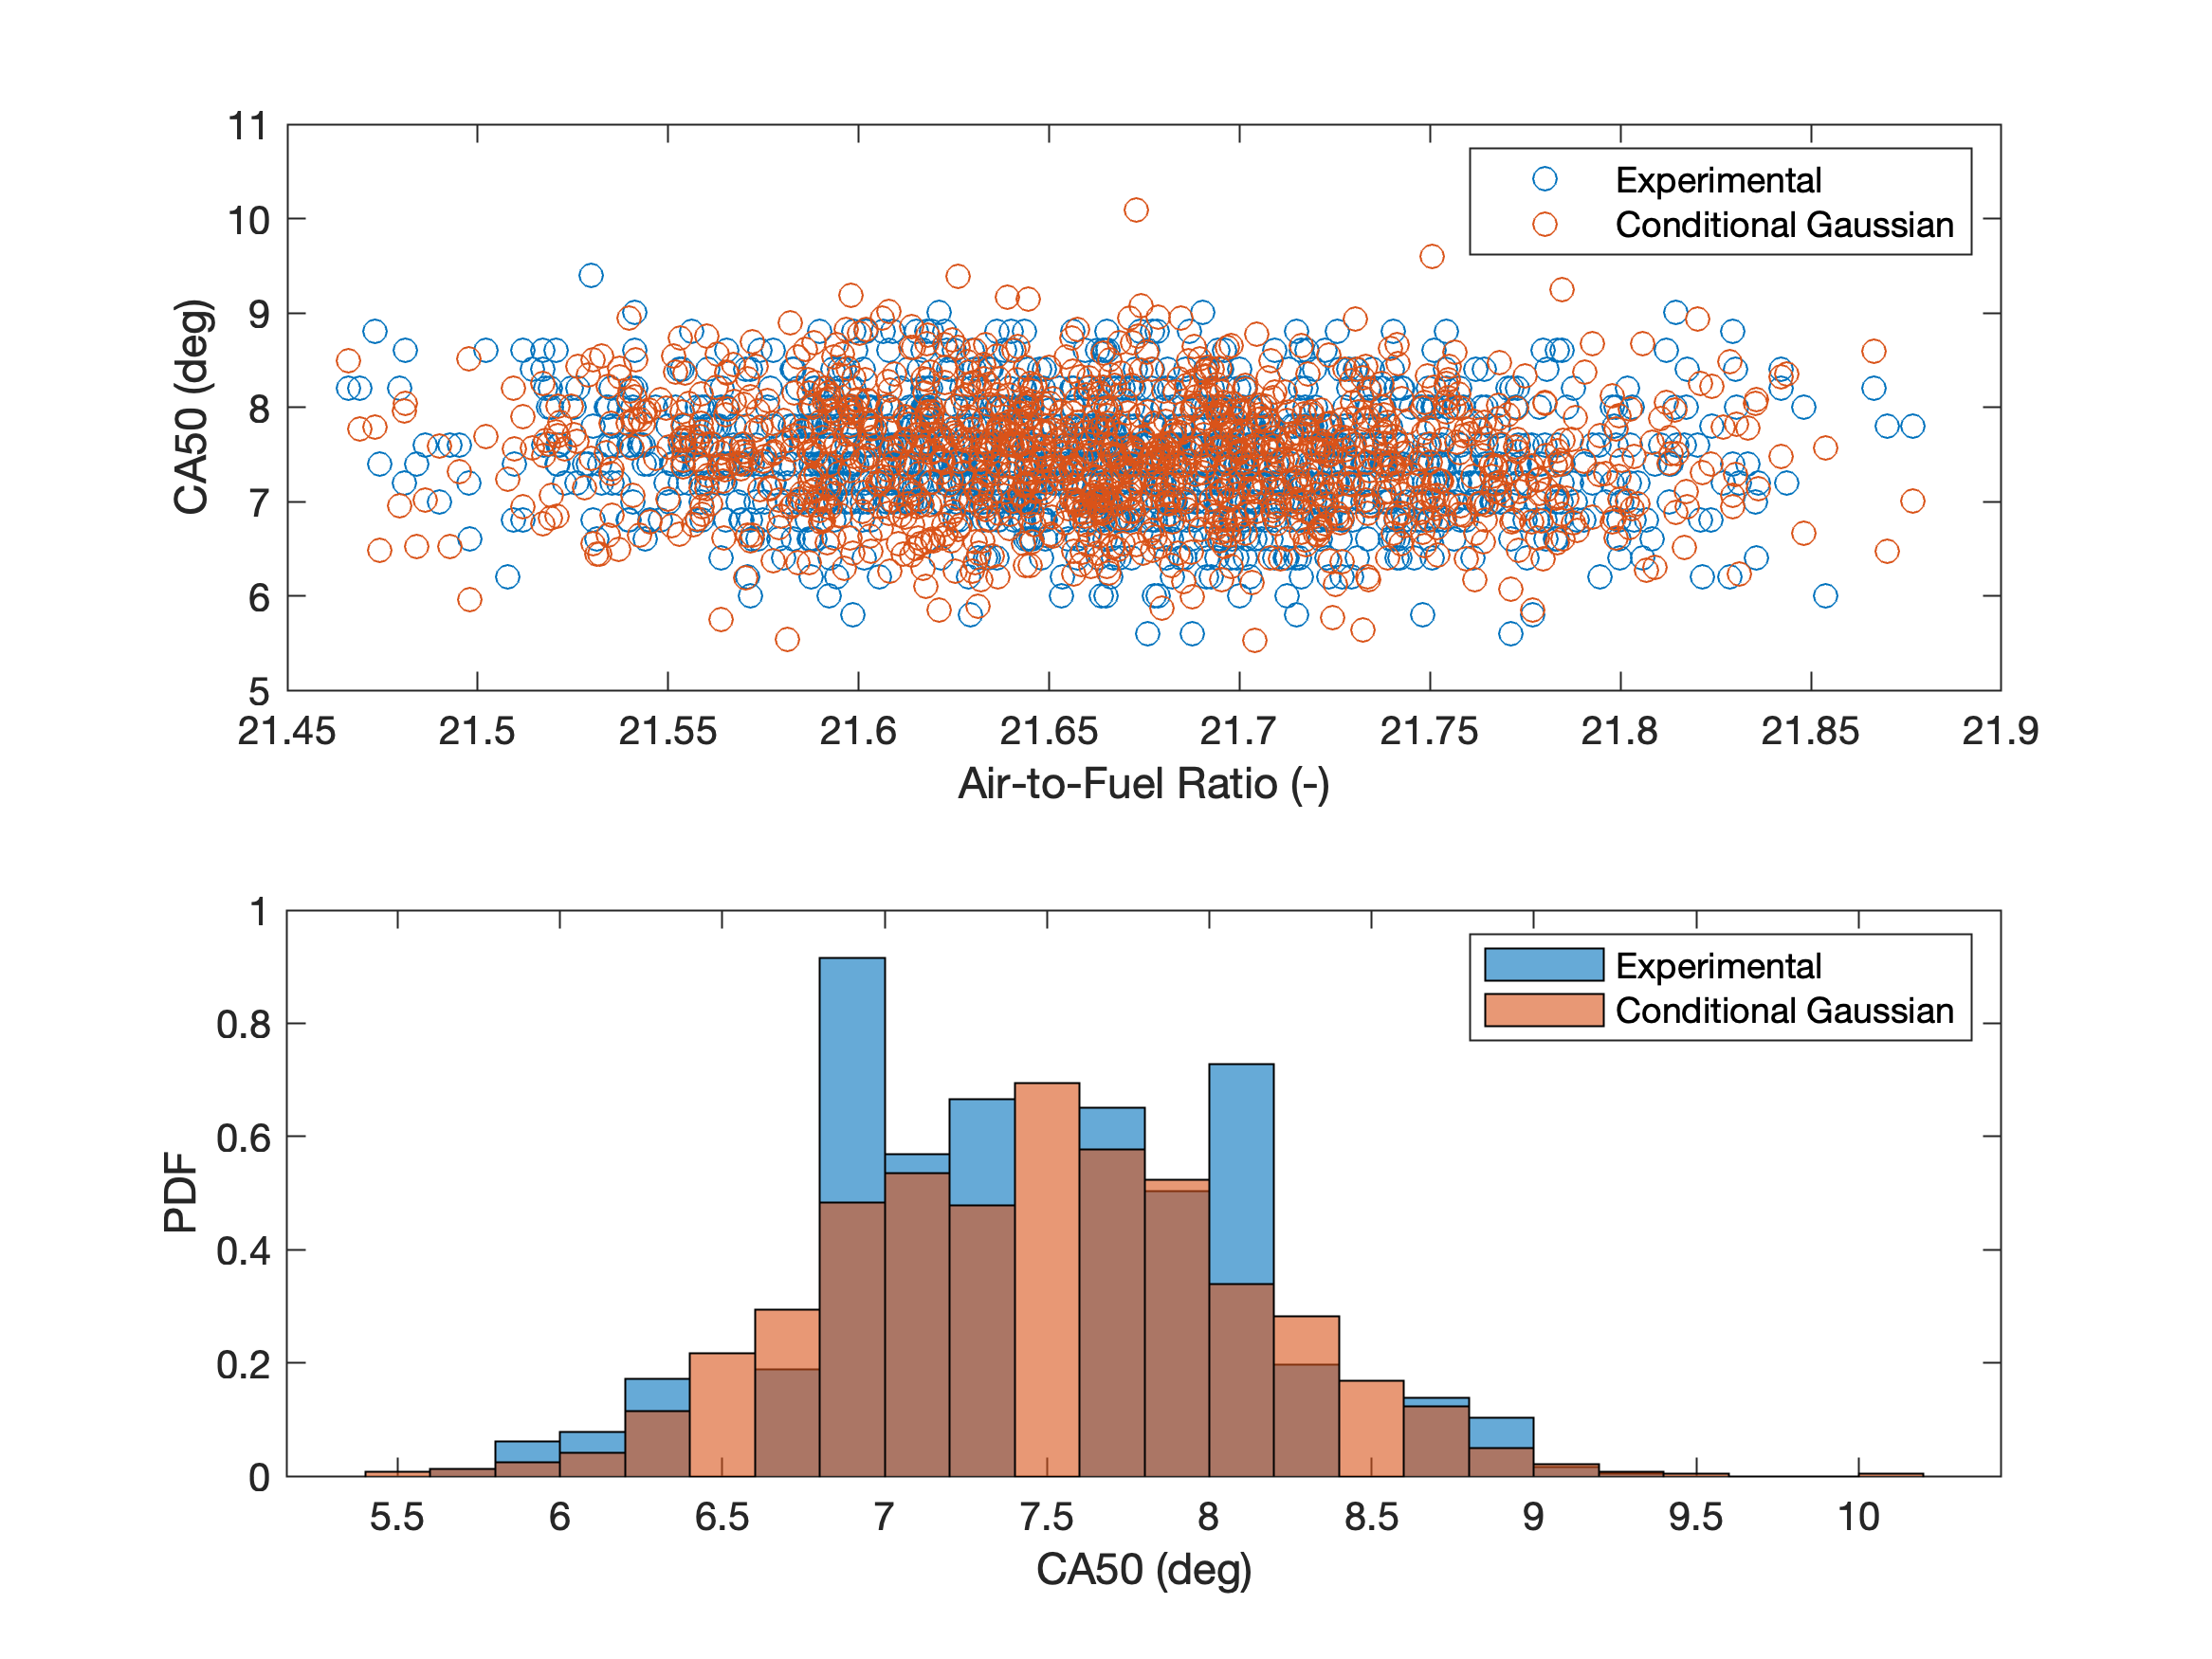 11
10
9
8
7
6
5
CA50 (deg)
Experimental
Conditional Gaussian
21.45 21.5 21.55 21.6 21.65 21.7 21.75 21.8 21.85 21.9
Air-to-Fuel Ratio (-)
1
0.8
0.6
0.4
0.2
0
PDF
Experimental
Conditional Gaussian
5.5 6 6.5 7 7.5 8 8.5 9 9.5 10
CA50 (deg)